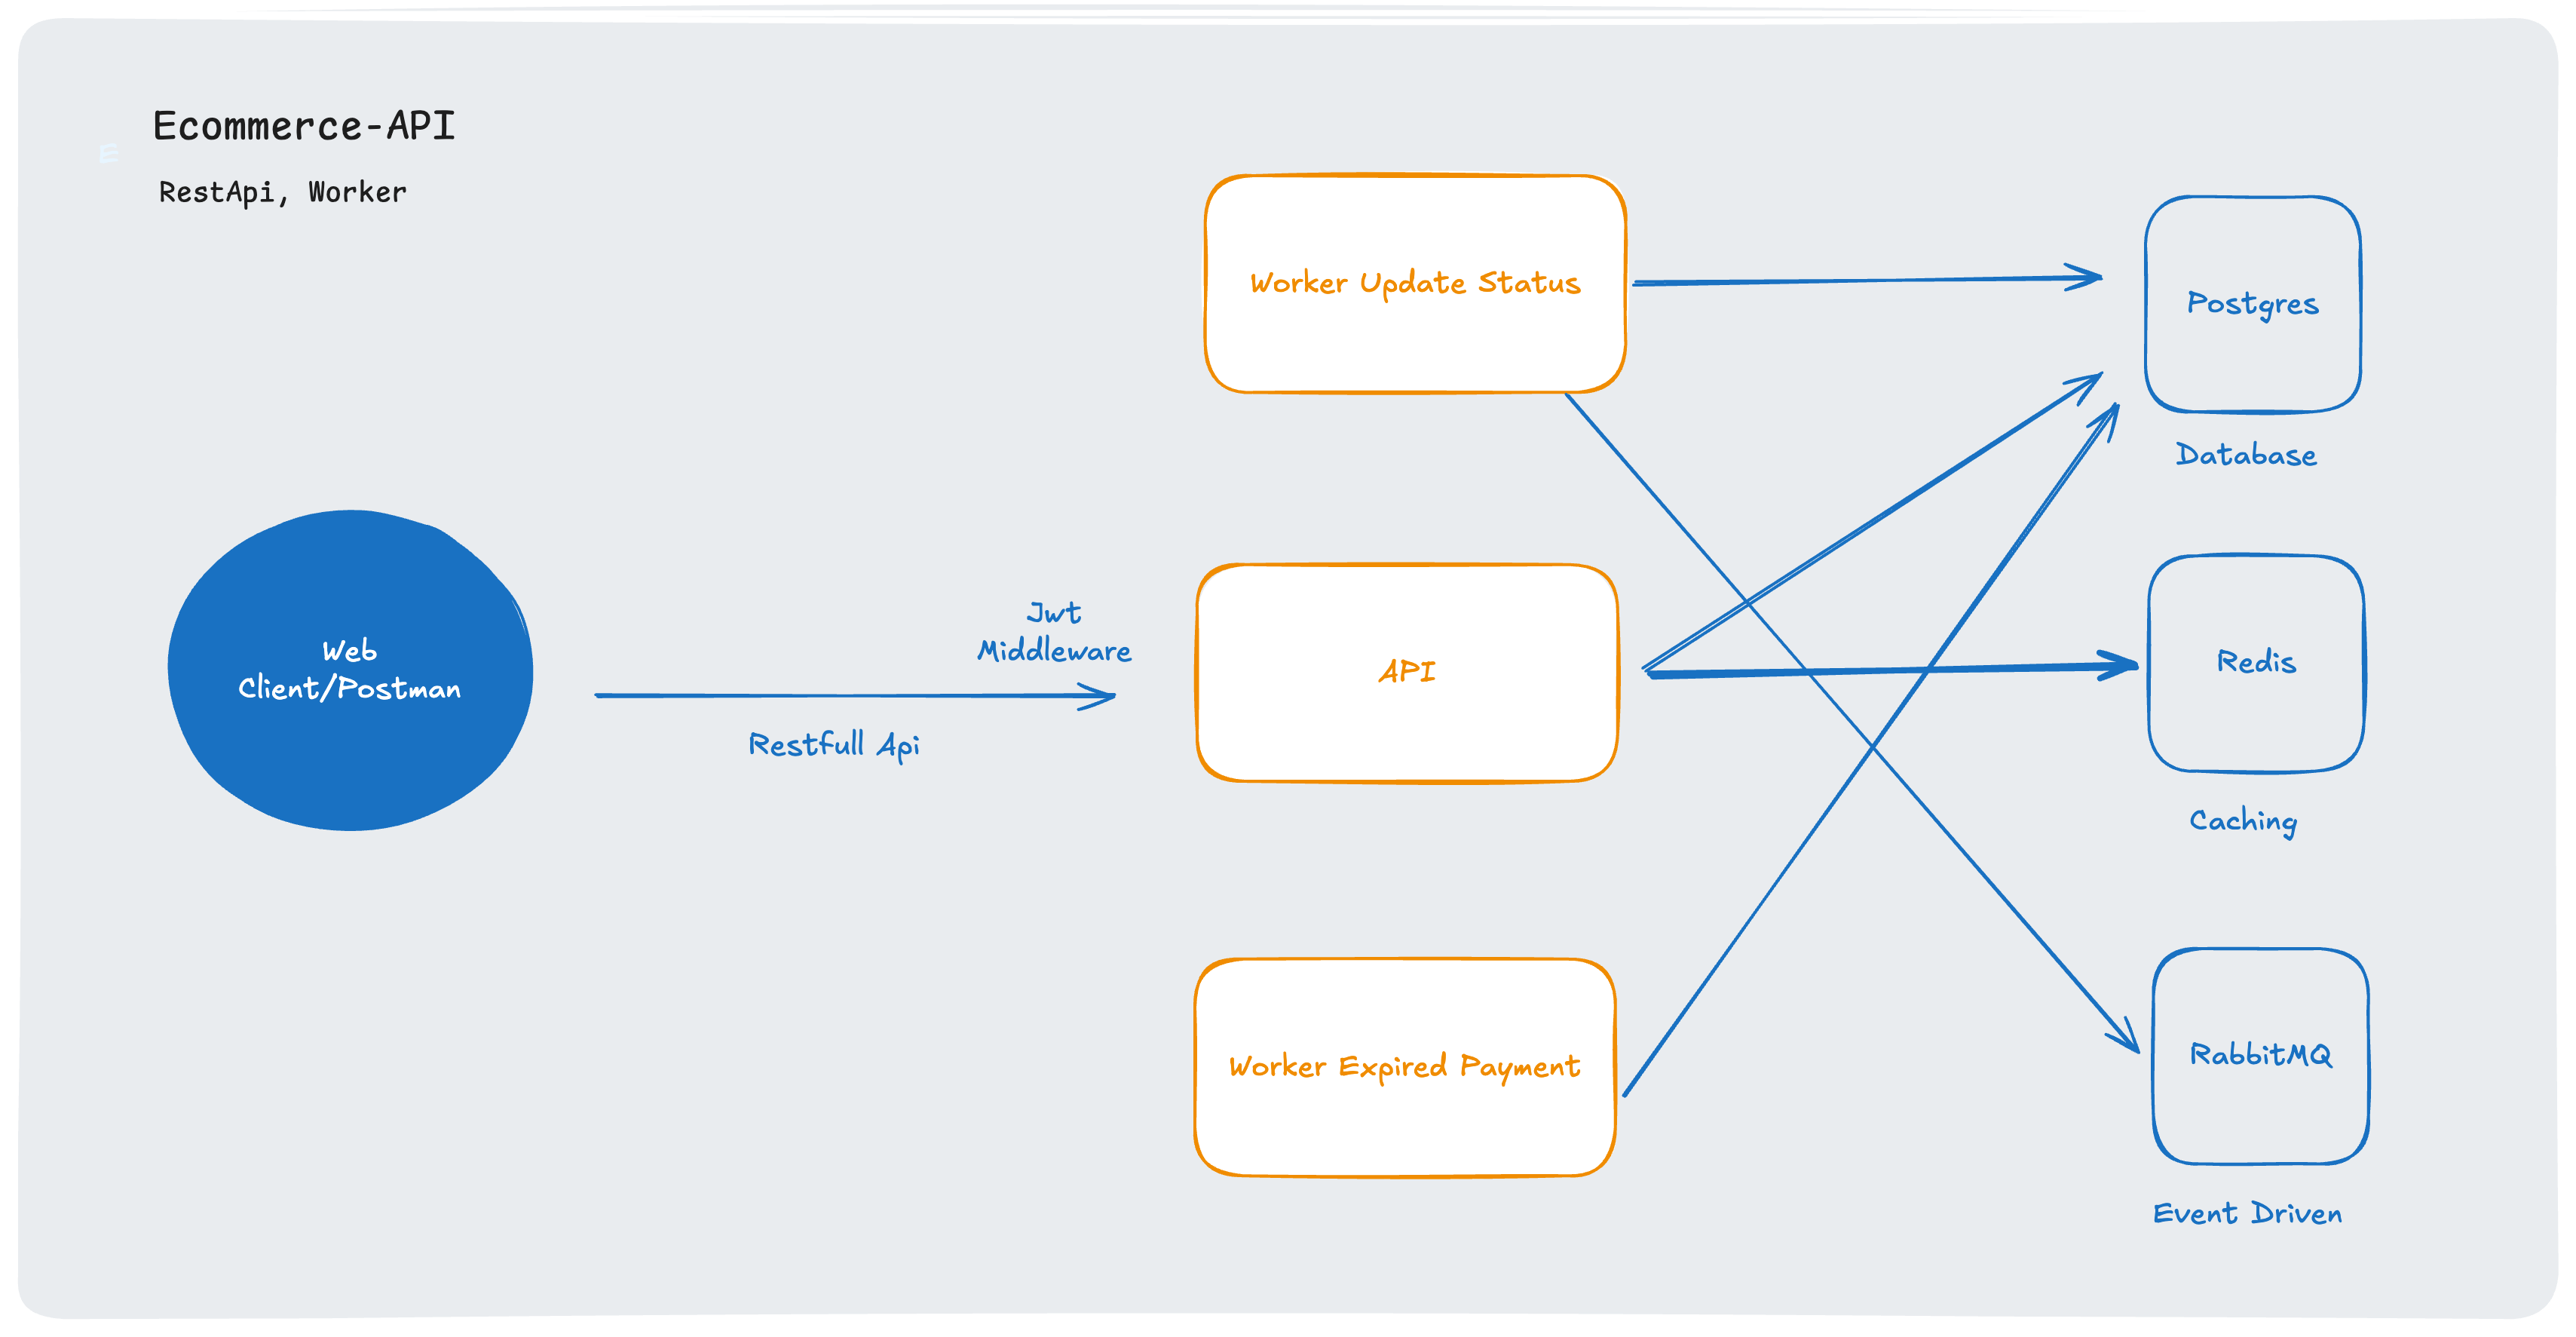 Ecommerce-API
E
RestApi, Worker
Worker Update Status
Postgres
Database
Web
Client/Postman
Jwt
Middleware
Restfull Api
API
Redis
Caching
Worker Expired Payment
RabbitMQ
Event Driven